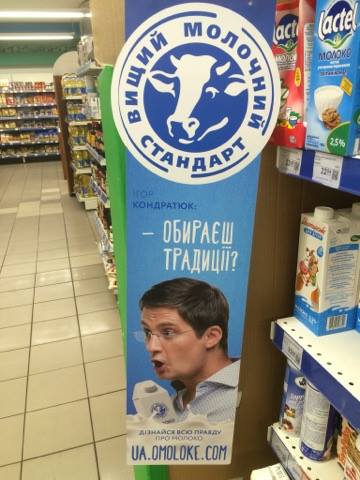 ВИЩИЙ МОЛОЧНИЙ
СТАНДАРТ
ІГОР
КОНДРАТЮК:
– ОБИРАЄШ
ТРАДИЦІЇ?
ДІЗНАЙСЯ ВСЮ ПРАВДУ
ПРО МОЛОКО
UA.OMOLOKE.COM
Lactel
Lactel
МОЛОКО
2,5%